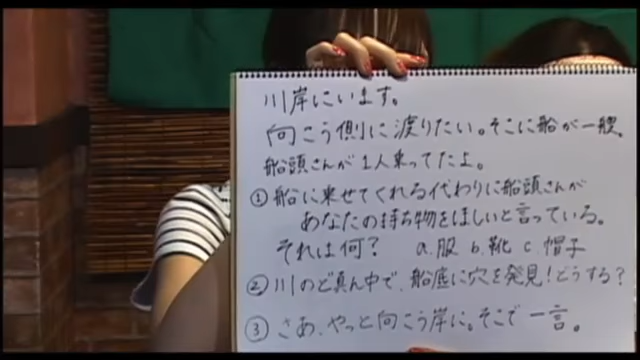 川岸にいます。
向こう側に渡りたい。そこに船が一艘。
船頭さんが1人乗ってたよ。
①船に乗せてくれる代わりに船頭さんが
あなたの持ち物をほしいと言っている。
それは何? a.服 b.靴 c 帽子
②川のど真ん中で、船底に穴を発見!どうする?
③さあ、やっと向こう岸に。そこで一言。